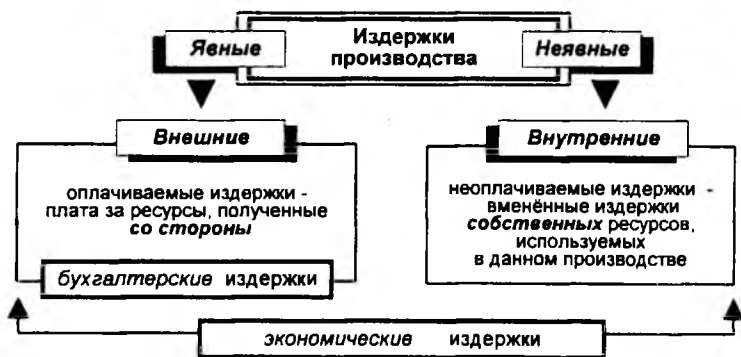 Явные
Издержки
производства
Неявные
Внешние
оплачиваемые издержки -
плата за ресурсы, полученные
со стороны
бухгалтерские издержки
Внутренние
неоплачиваемые издержки -
вменённые издержки
собственных ресурсов,
используемых
в данном производстве
экономические издержки